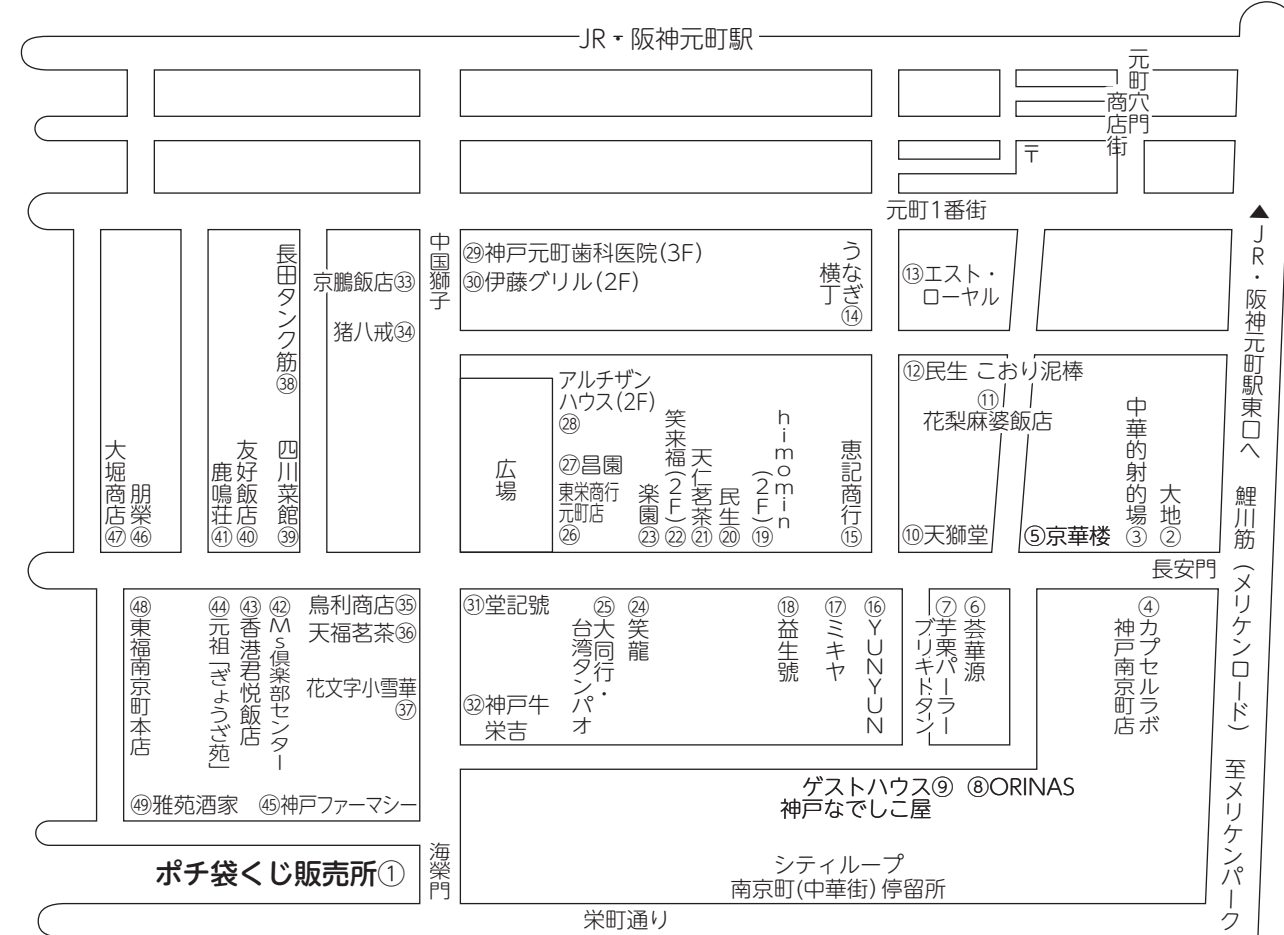 JR・阪神元町駅
元町穴門
商店街
〒
元町1番街
▲JR・阪神元町駅東口へ
鯉川筋（メリケンロード）
至メリケンパーク
長田タンク筋㊳
京鵬飯店㉝
猪八戒㉞
中国獅子
㉙神戸元町歯科医院(3F)
㉚伊藤グリル(2F)
うなぎ
横丁⑭
⑬エスト・
ローヤル
大堀商店㊼
朋榮㊻
鹿鳴荘㊶
友好飯店㊵
四川菜館㊴
広場
アルチザン
ハウス(2F)
㉘
㉗昌園
東栄商行
元町店
㉖
楽園㉓
笑来福(2F)㉒
天仁茗茶㉑
民生⑳
himomin
(2F)⑲
恵記商行⑮
⑫民生 こおり泥棒
⑪
花梨麻婆飯店
⑩天獅堂
⑤京華楼
中華的射的場③
大地②
長安門
㊽東福南京町本店
㊹元祖「ぎょうざ苑」
㊸香港君悦飯店
㊷Ms倶楽部センター
鳥利商店㉟
天福茗茶㊱
花文字小雪華
㊲
㊾雅苑酒家
㊺神戸ファーマシー
㉛堂記號
㉜神戸牛
栄吉
㉕大同行・
台湾タンパオ
㉔笑龍
⑱益生號
⑰ミキヤ
⑯YUNYUN
⑦芋栗パーラー
ブリキトタン
⑥芸華源
④カプセルラボ
神戸南京町店
ゲストハウス⑨
神戸なでしこ屋
⑧ORINAS
ポチ袋くじ販売所①
海榮門
シティループ
南京町(中華街)停留所
栄町通り